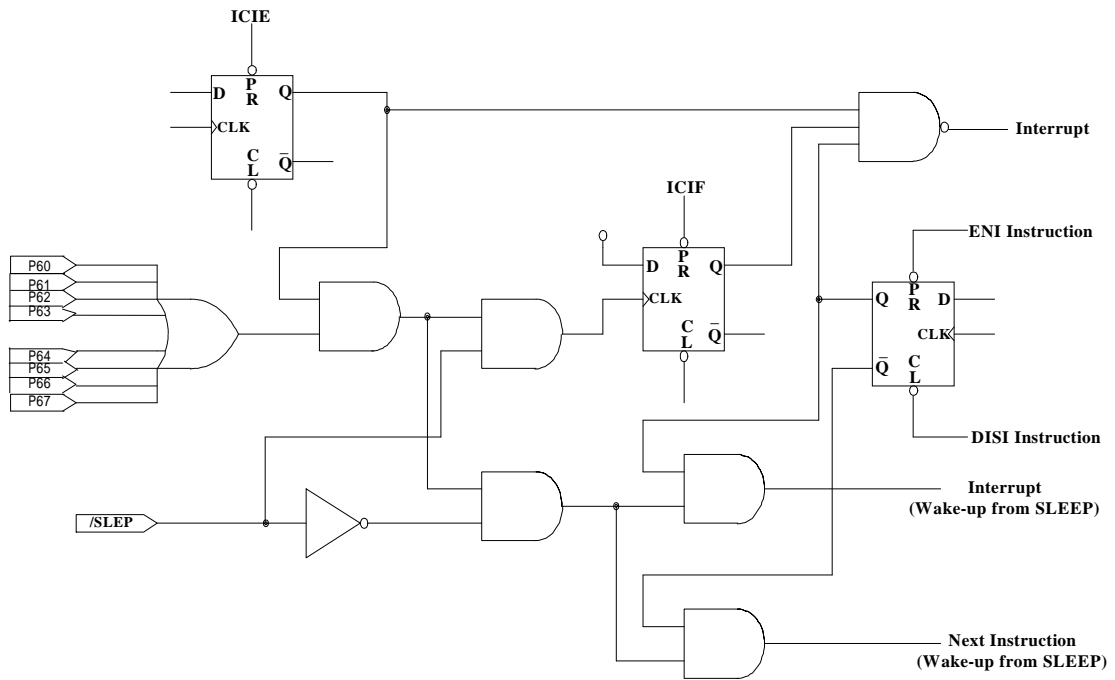 ICIE
P
D R Q
CLK
C
L Q̅
Interrupt
ICIF
P
D R Q
CLK
C
L Q̅
ENI Instruction
P
Q R D
CLK
Q̅ C
L
DISI Instruction
P60
P61
P62
P63
P64
P65
P66
P67
/SLEP
Interrupt
(Wake-up from SLEEP)
Next Instruction
(Wake-up from SLEEP)